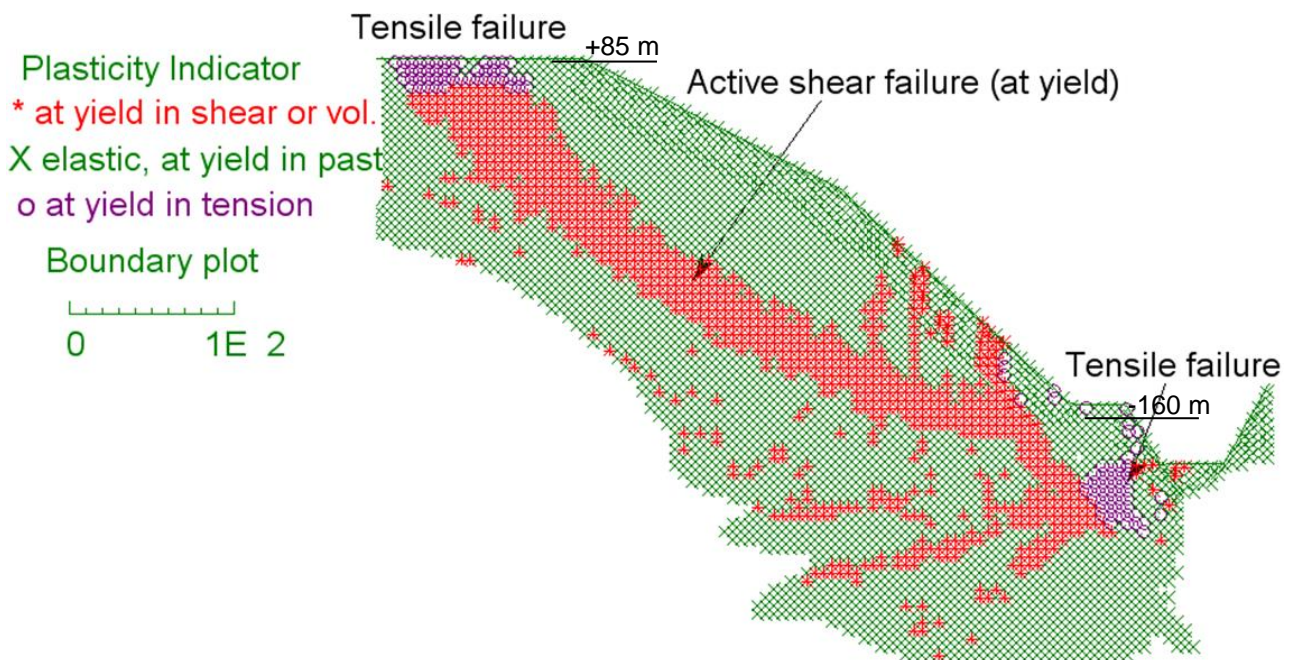 Tensile failure
+85 m
Plasticity Indicator
Active shear failure (at yield)
* at yield in shear or vol.
X elastic, at yield in past
o at yield in tension
Boundary plot
0 1E 2
Tensile failure
-160 m